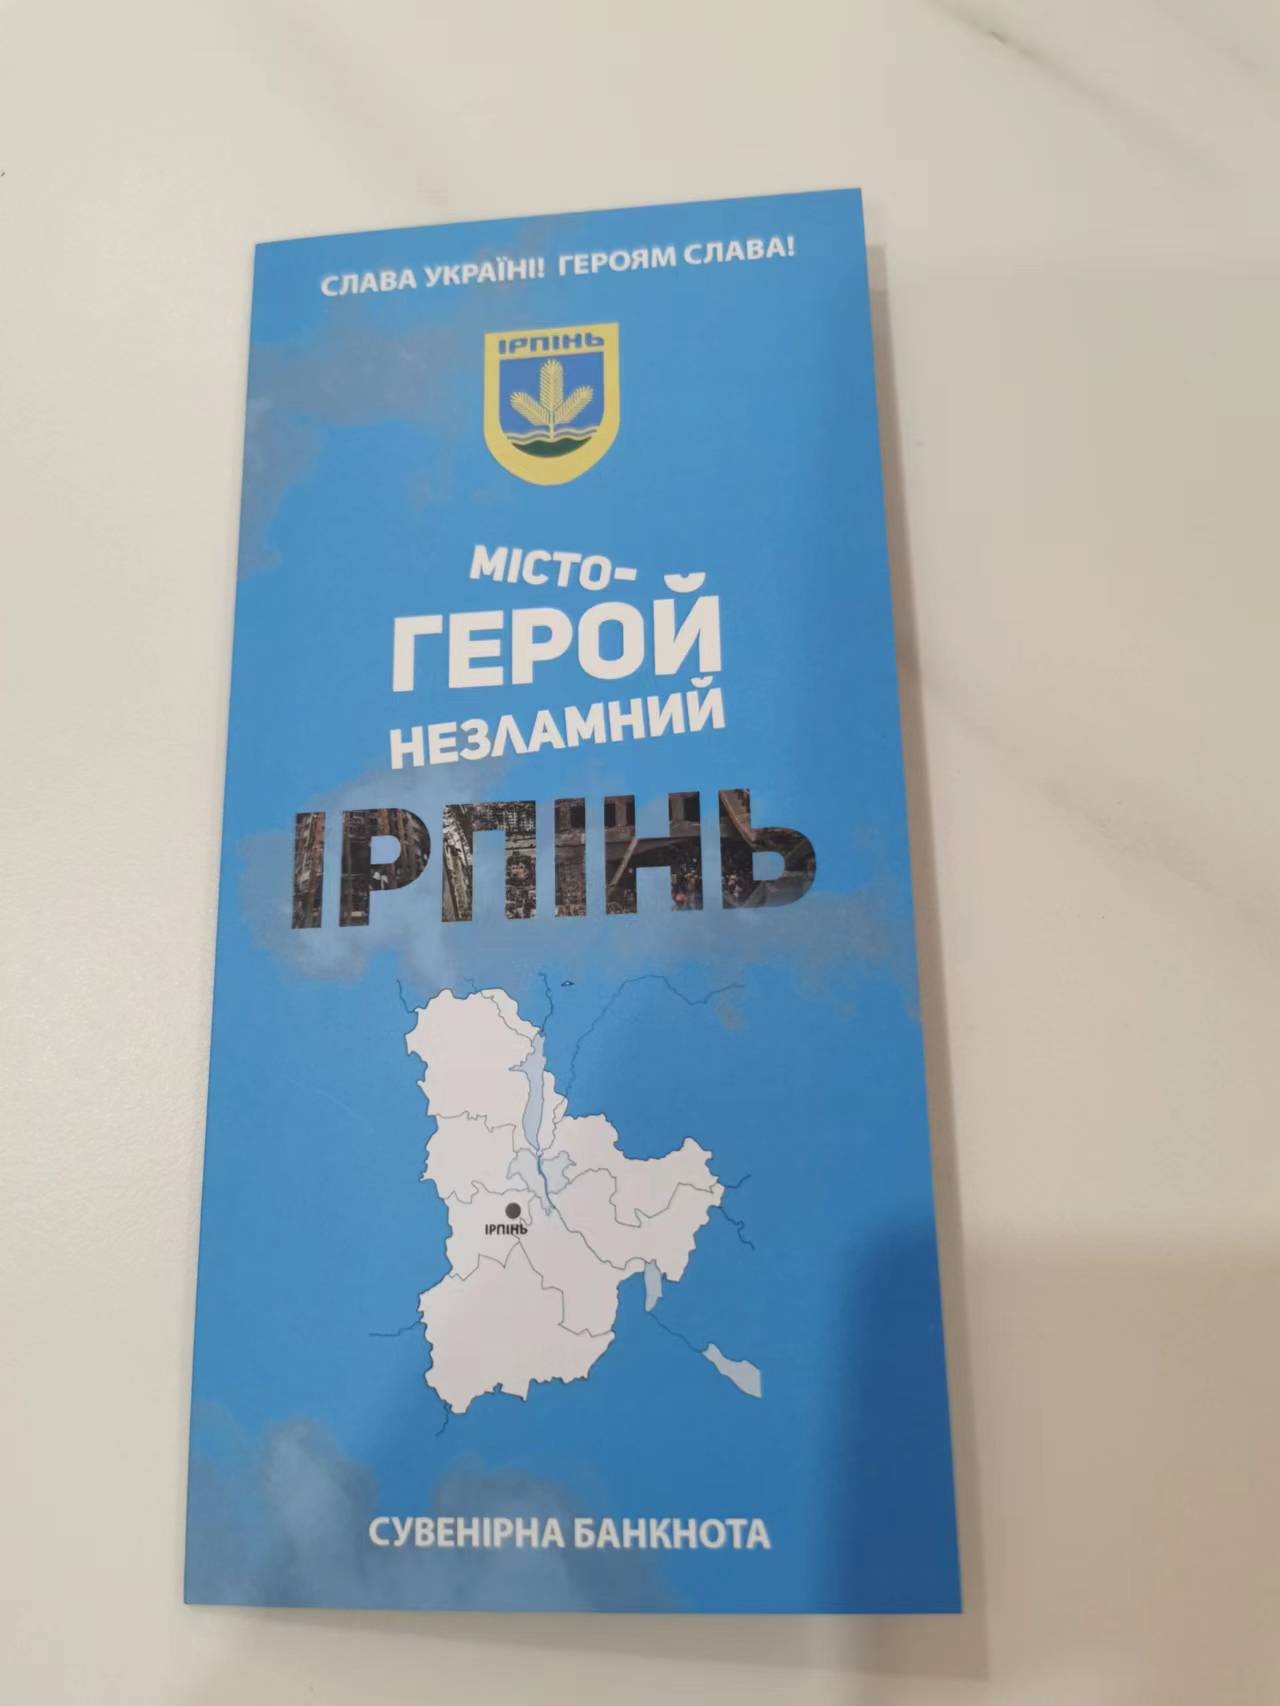 СЛАВА УКРАЇНІ! ГЕРОЯМ СЛАВА!
ІРПІНЬ
МІСТО-
ГЕРОЙ
НЕЗЛАМНИЙ
ІРПІНЬ
ІРПІНЬ
СУВЕНІРНА БАНКНОТА